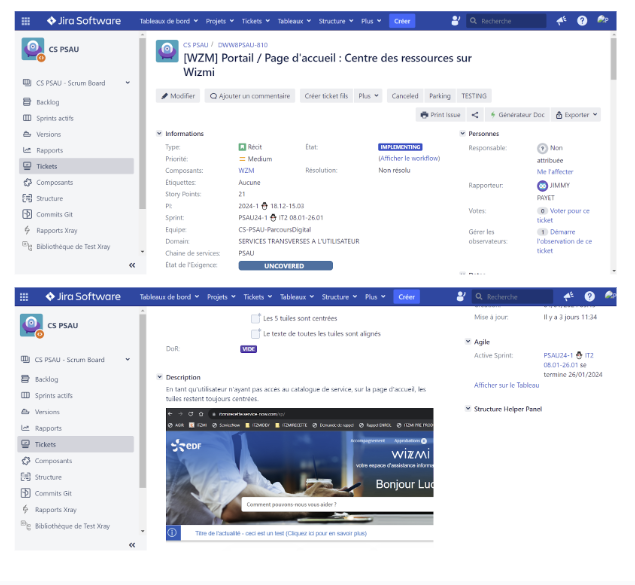 Jira Software Tableaux de bord Projets Tickets Tableaux Structure Plus Créer Recherche
CS PSAU
CS PSAU - Scrum Board
Backlog
Sprints actifs
Versions
Rapports
Tickets
Composants
Structure
Commits Git
Rapports Xray
Bibliothèque de Test Xray
CS PSAU / DWW8PSAU-810
[WZM] Portail / Page d'accueil : Centre des ressources sur
Wizmi
Modifier Ajouter un commentaire Créer ticket fils Plus Canceled Parking TESTING
Print Issue Générateur Doc Exporter
Informations
Type: Récit État: IMPLEMENTING
Priorité: Medium (Afficher le workflow)
Composants: WZM Résolution: Non résolu
Étiquettes: Aucune
Story Points: 21
PI: 2024-1 18.12-15.03
Sprint: PSAU24-1 IT2 08.01-26.01
Equipe: CS-PSAU-ParcoursDigital
Domain: SERVICES TRANSVERSES A L'UTILISATEUR
Chaine de services: PSAU
État de l'Exigence: UNCOVERED
Personnes
Responsable: Non
attribuée
Me l'affecter
Rapporteur: JIMMY
PAYET
Votes: 0 Voter pour ce
ticket
Gérer les 1 Démarre
observateurs: l'observation de ce
ticket
Jira Software Tableaux de bord Projets Tickets Tableaux Structure Plus Créer Recherche
CS PSAU
CS PSAU - Scrum Board
Backlog
Sprints actifs
Versions
Rapports
Tickets
Composants
Structure
Commits Git
Rapports Xray
Bibliothèque de Test Xray
Les 5 tuiles sont centrées
Le texte de toutes les tuiles sont alignés
DoR: VIDE
Description
En tant qu'utilisateur n'ayant pas accès au catalogue de service, sur la page d'accueil, les
tuiles restent toujours centrées.
edf
Accompagnement Approbations
wizmi
votre espace d'assistance informa
Bonjour Luc
Comment pouvons-nous vous aider ?
Titre de l'actualité - ceci est un test (Cliquez ici pour en savoir plus)
Mise à jour: Il y a 3 jours 11:34
Agile
Active Sprint: PSAU24-1 IT2
08.01-26.01 se
termine 26/01/2024
Afficher sur le Tableau
Structure Helper Panel